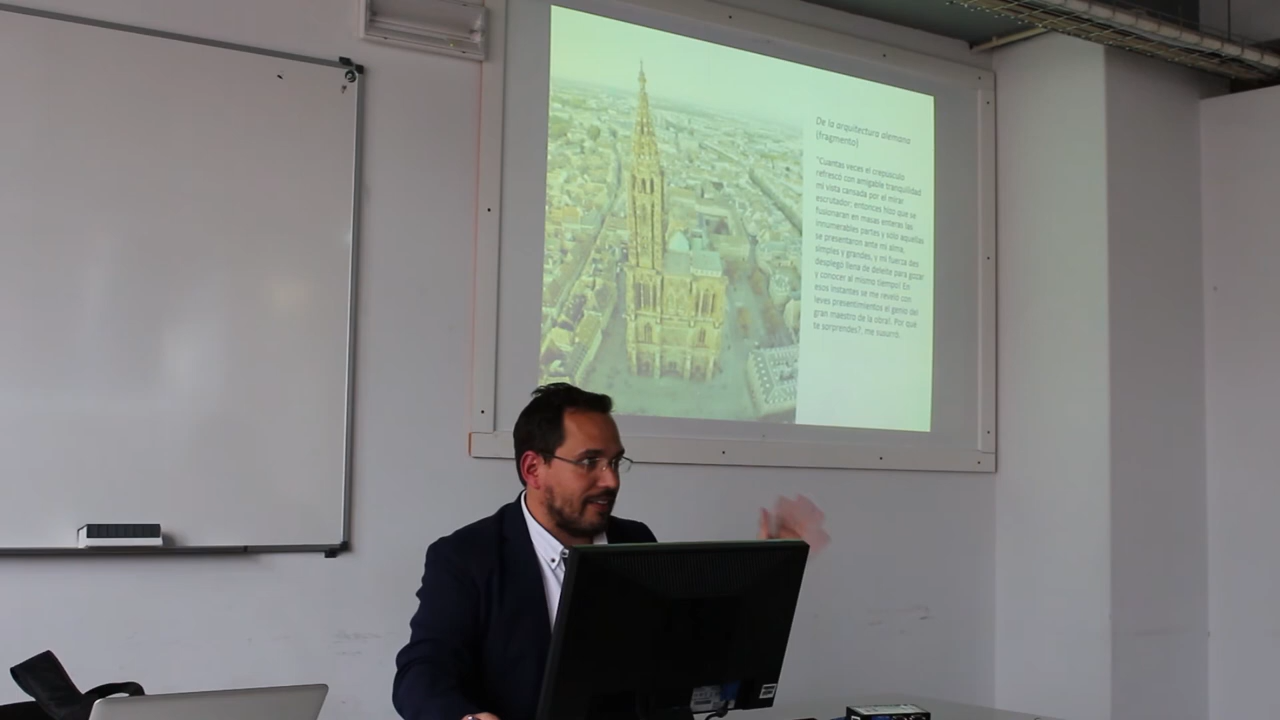 De la arquitectura alemana
(fragmento)
"Cuantas veces el crepúsculo
refrescó con amigable tranquilidad
mi vista cansada por el mirar
escrutador; entonces hizo que se
fusionaran en masas enteras las
innumerables partes y solo aquellas
se presentaron ante mi alma,
simples y grandes, y mi fuerza des
desplegó llena de deleite para gozar
y conocer al mismo tiempo! En
esos instantes se me reveló con
leves presentimientos el genio del
gran maestro de la obra!. Por qué
te sorprendes?, me susurró.